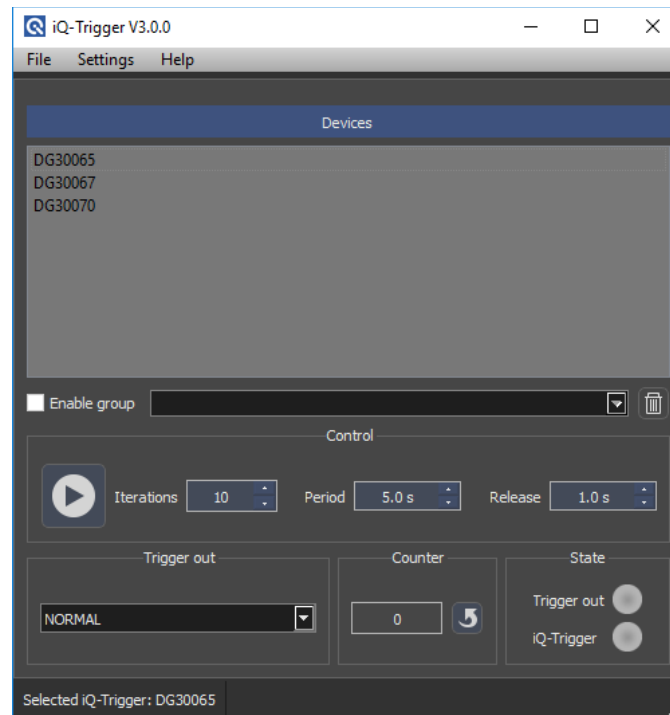 iQ-Trigger V3.0.0
File Settings Help
Devices
DG30065
DG30067
DG30070
Enable group
Control
Iterations 10 Period 5.0 s Release 1.0 s
Trigger out Counter State
NORMAL 0 Trigger out
iQ-Trigger
Selected iQ-Trigger: DG30065